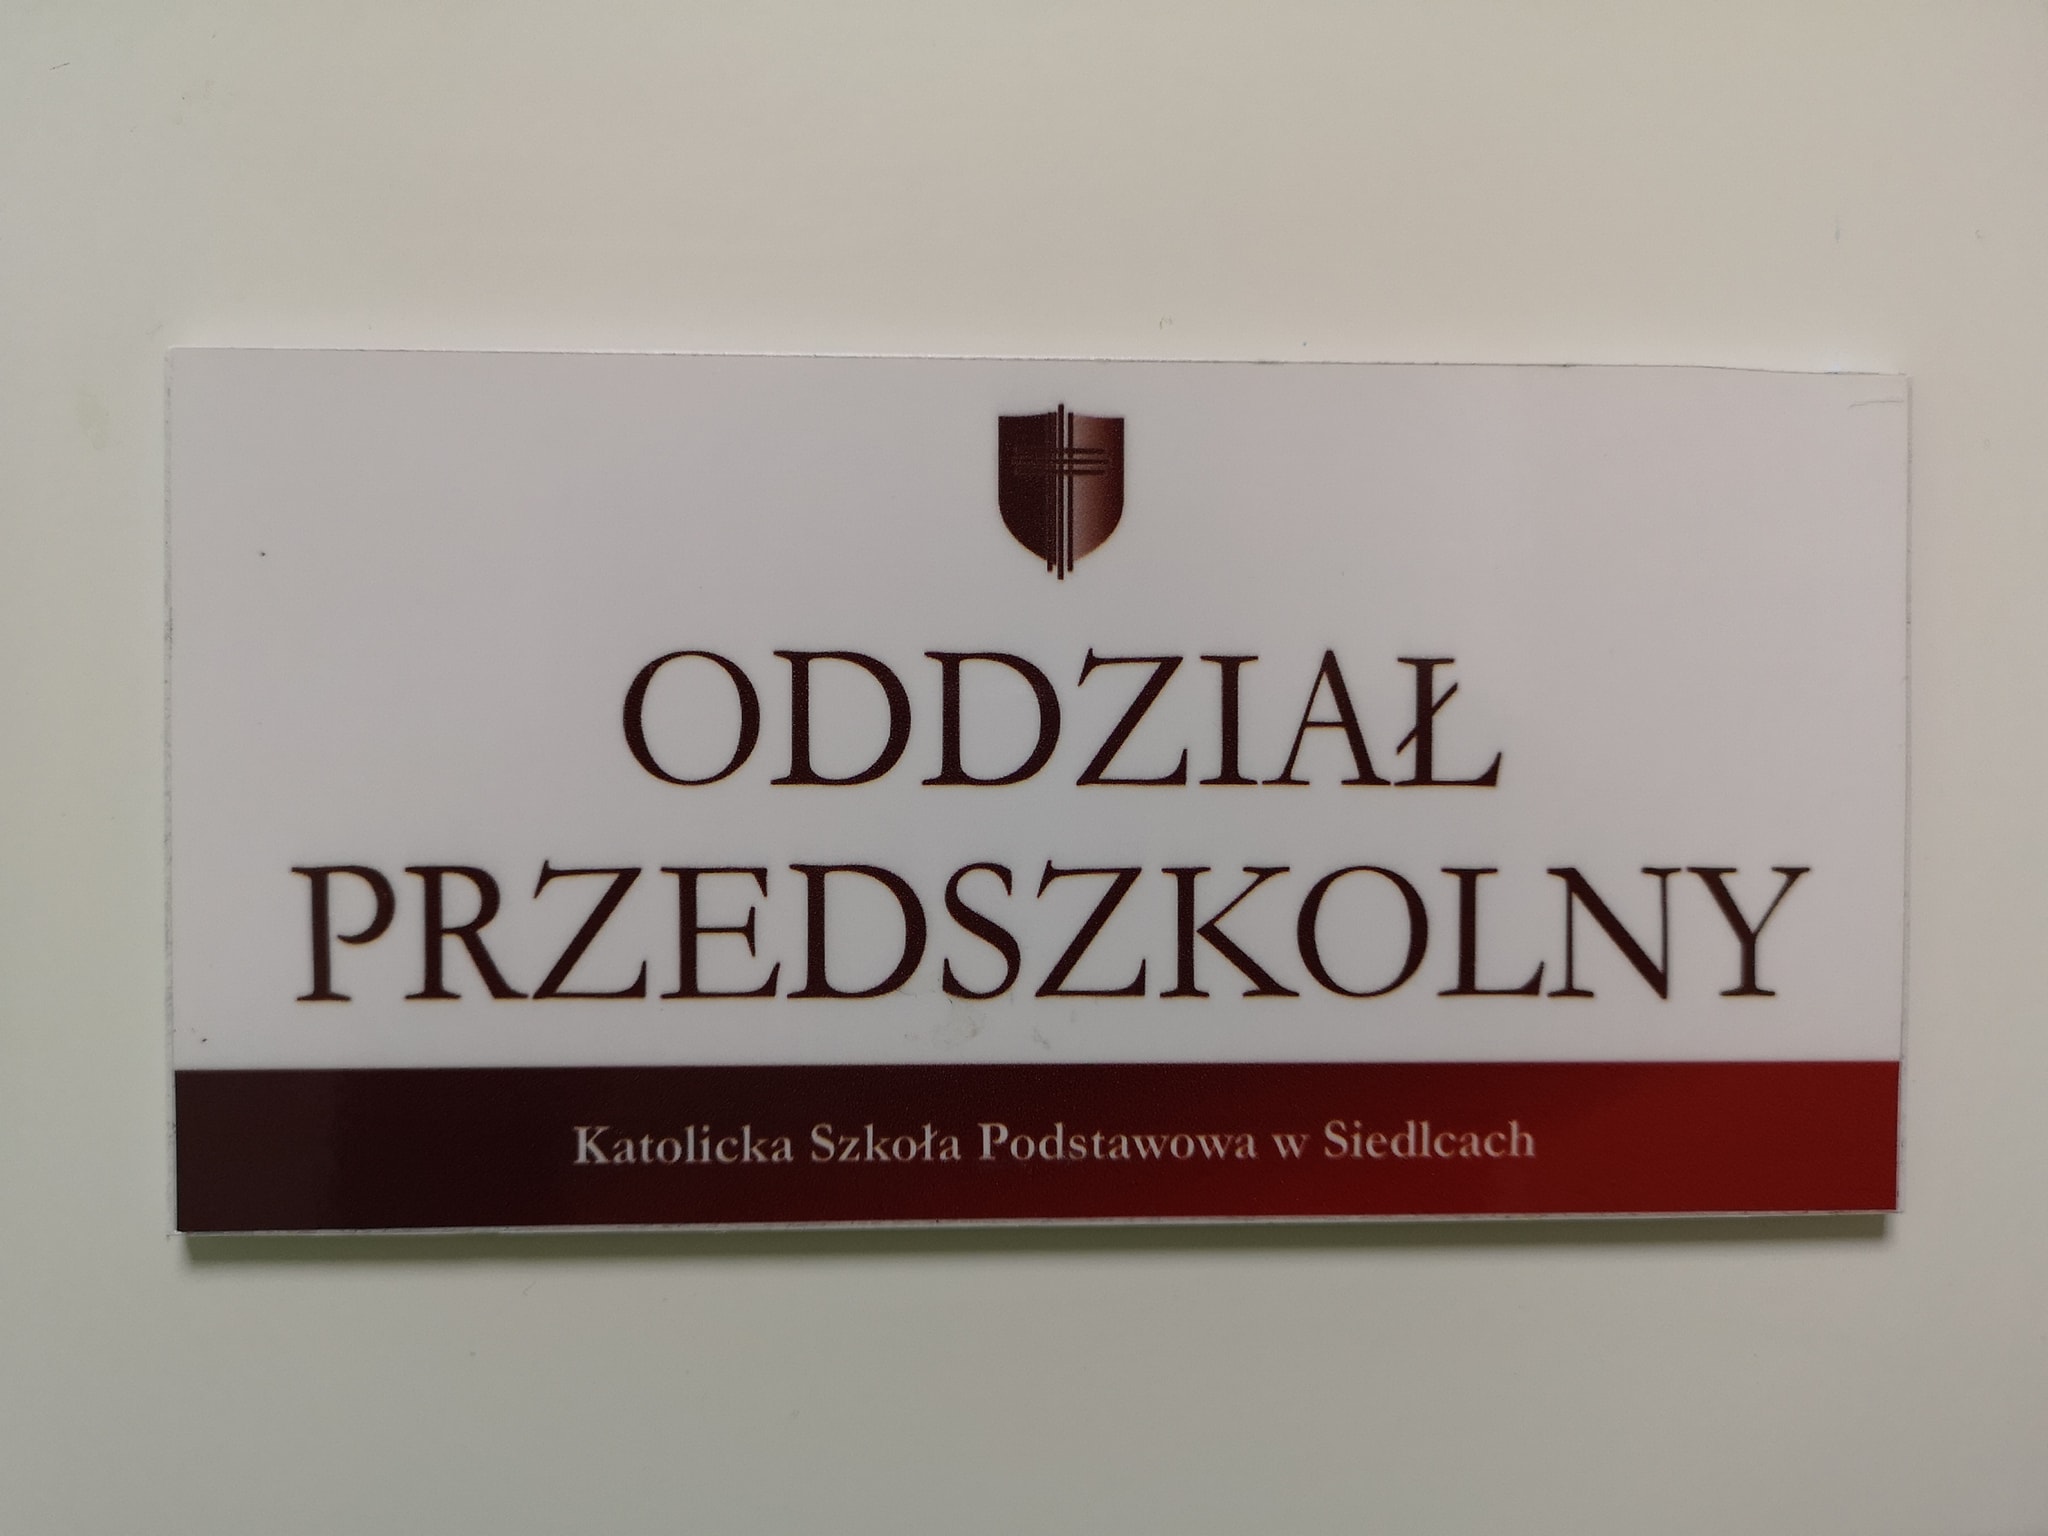 ODDZIAŁ
PRZEDSZKOLNY
Katolicka Szkoła Podstawowa w Siedlcach